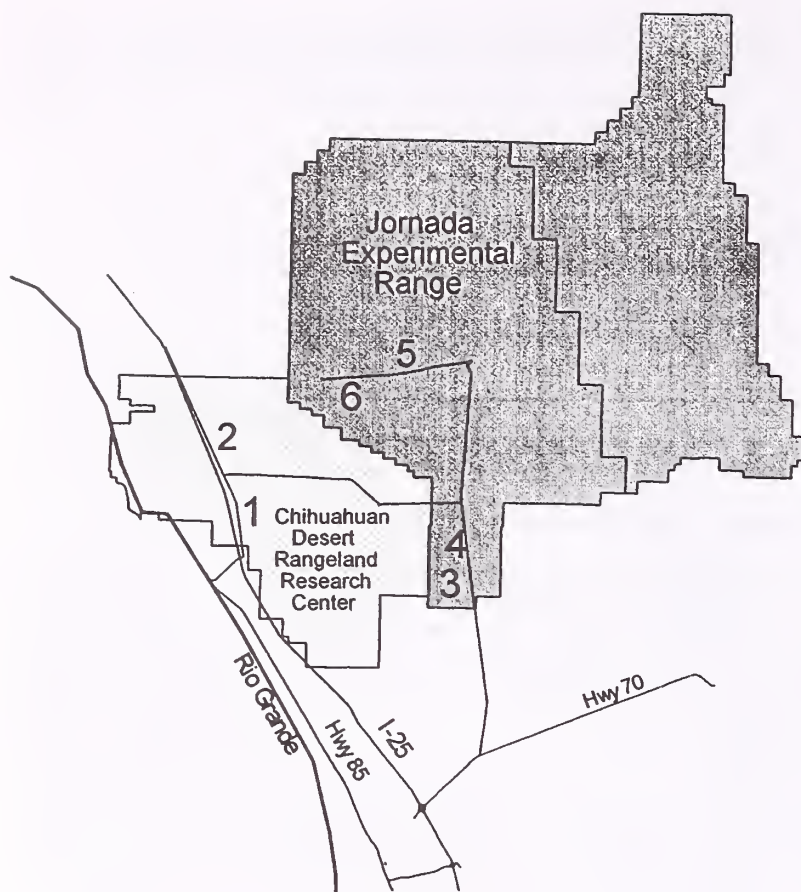 Jornada
Experimental
Range
5
6
2
1
Chihuahuan
Desert
Rangeland
Research
Center
4
3
Rio Grande
Hwy 85
I-25
Hwy 70